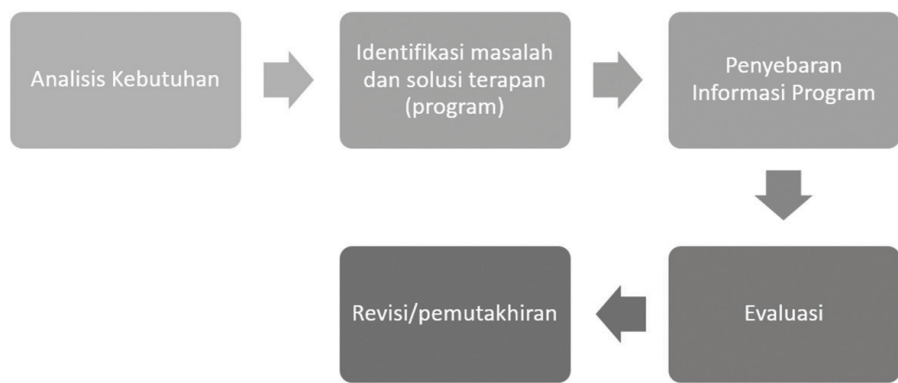 Analisis Kebutuhan
Identifikasi masalah
dan solusi terapan
(program)
Penyebaran
Informasi Program
Evaluasi
Revisi/pemutakhiran